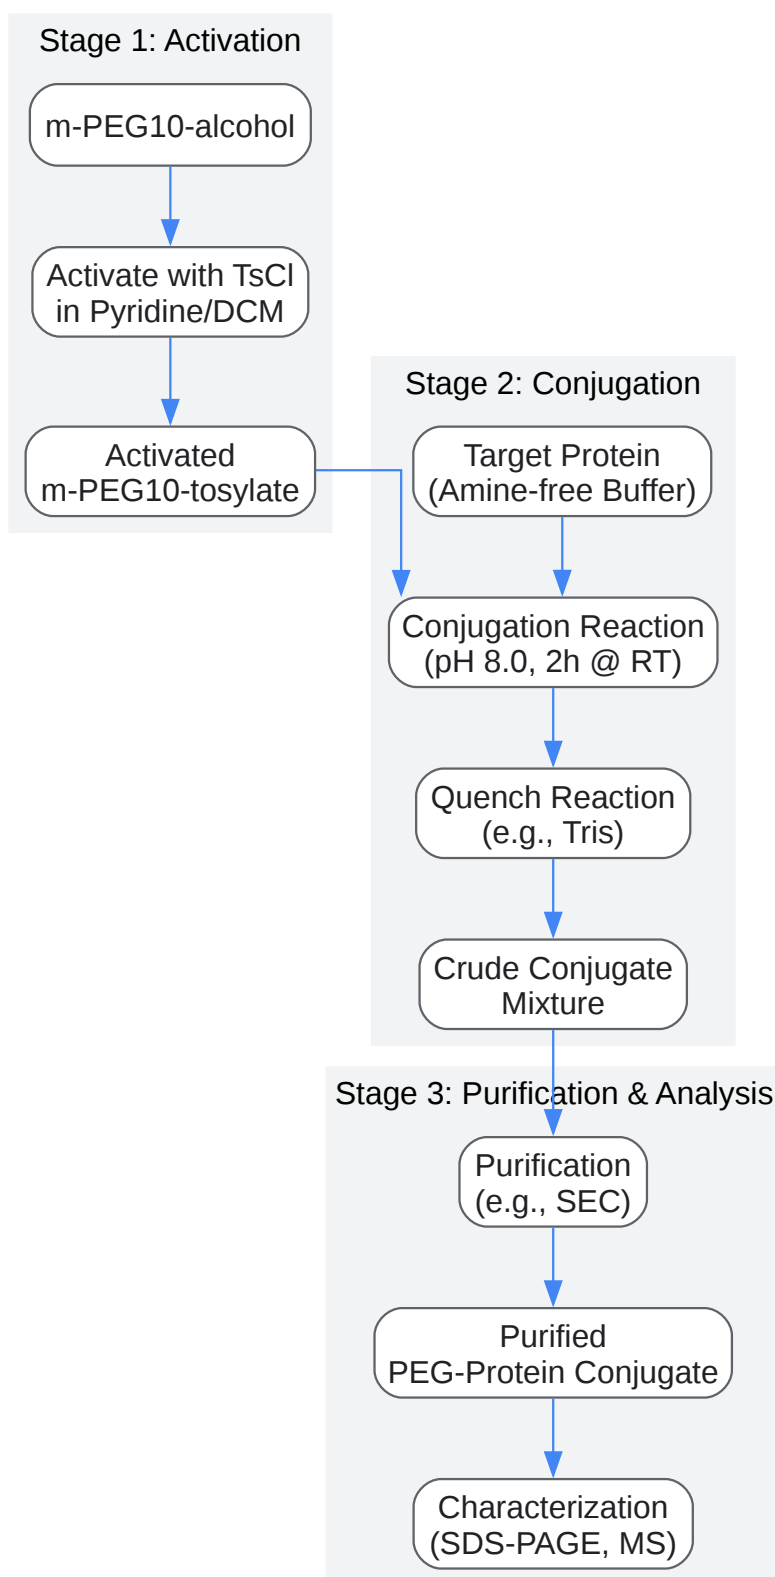 Stage 1: Activation
m-PEG10-alcohol
Activate with TsCl
in Pyridine/DCM
Activated
m-PEG10-tosylate
Stage 2: Conjugation
Target Protein
(Amine-free Buffer)
Conjugation Reaction
(pH 8.0, 2h @ RT)
Quench Reaction
(e.g., Tris)
Crude Conjugate
Mixture
Stage 3: Purification & Analysis
Purification
(e.g., SEC)
Purified
PEG-Protein Conjugate
Characterization
(SDS-PAGE, MS)